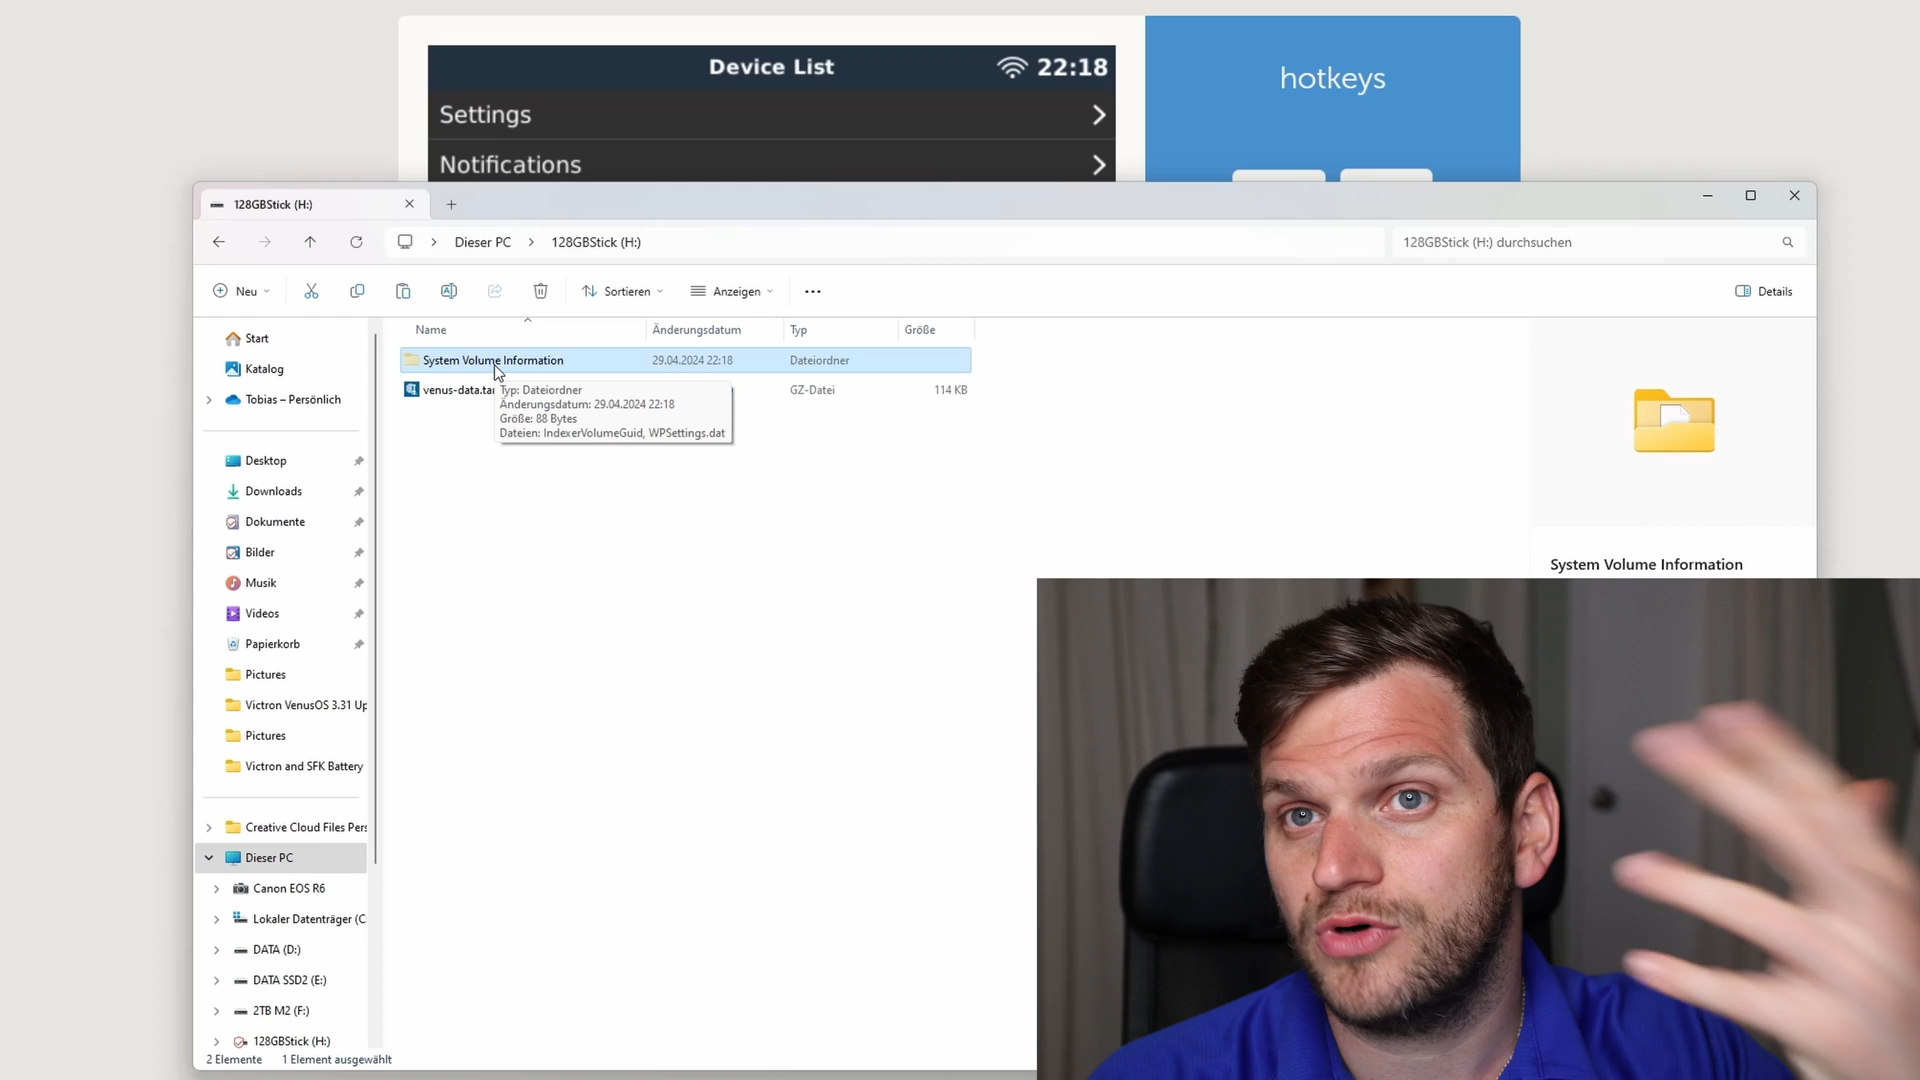 Device List
22:18
hotkeys
Settings
Notifications
128GBStick (H:)
Dieser PC
128GBStick (H:)
128GBStick (H:) durchsuchen
Neu
Sortieren
Anzeigen
Details
Name
Änderungsdatum
Typ
Größe
System Volume Information
29.04.2024 22:18
Dateiordner
venus-data.tar
GZ-Datei
114 KB
Typ: Dateiordner
Änderungsdatum: 29.04.2024 22:18
Größe: 88 Bytes
Dateien: IndexerVolumeGuid, WPSettings.dat
Start
Katalog
Tobias – Persönlich
Desktop
Downloads
Dokumente
Bilder
Musik
Videos
Papierkorb
Pictures
Victron VenusOS 3.31 Up
Pictures
Victron and SFK Battery
Creative Cloud Files Pers
Dieser PC
Canon EOS R6
Lokaler Datenträger (C:
DATA (D:)
DATA SSD2 (E:)
2TB M2 (F:)
128GBStick (H:)
2 Elemente
1 Element ausgewählt
System Volume Information